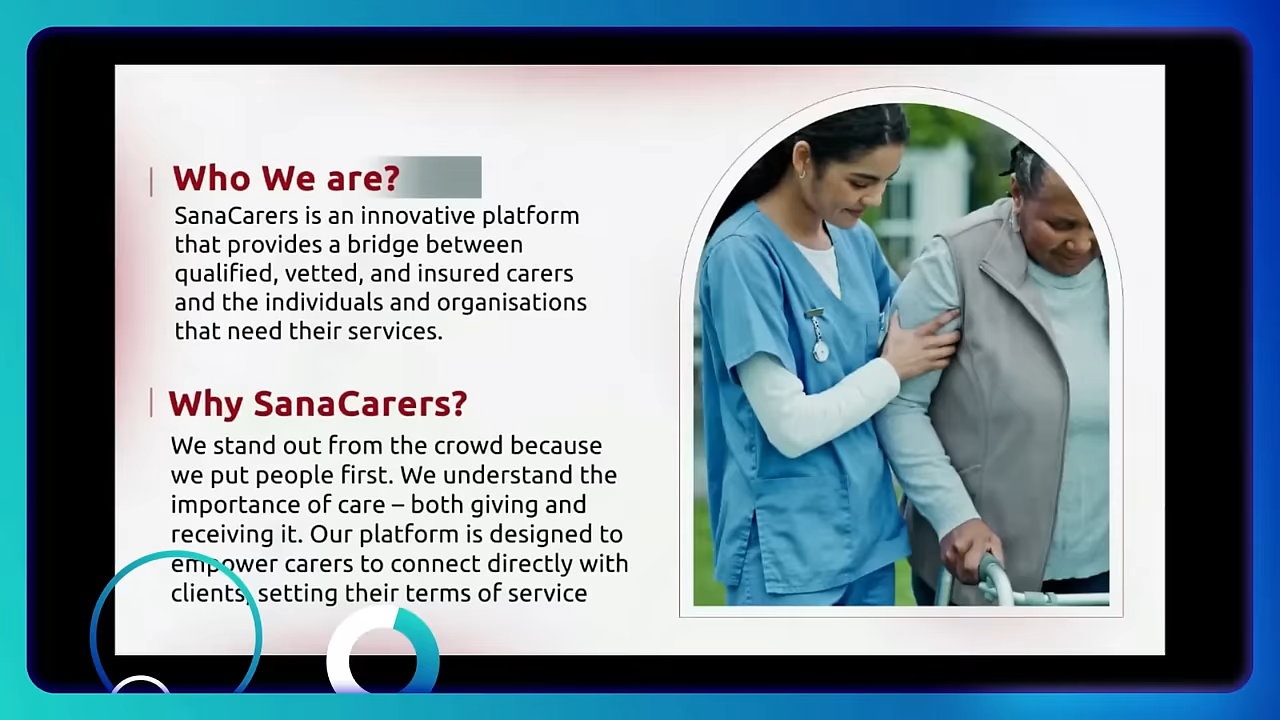 Who We are?
SanaCarers is an innovative platform
that provides a bridge between
qualified, vetted, and insured carers
and the individuals and organisations
that need their services.
Why SanaCarers?
We stand out from the crowd because
we put people first. We understand the
importance of care – both giving and
receiving it. Our platform is designed to
empower carers to connect directly with
clients, setting their terms of service